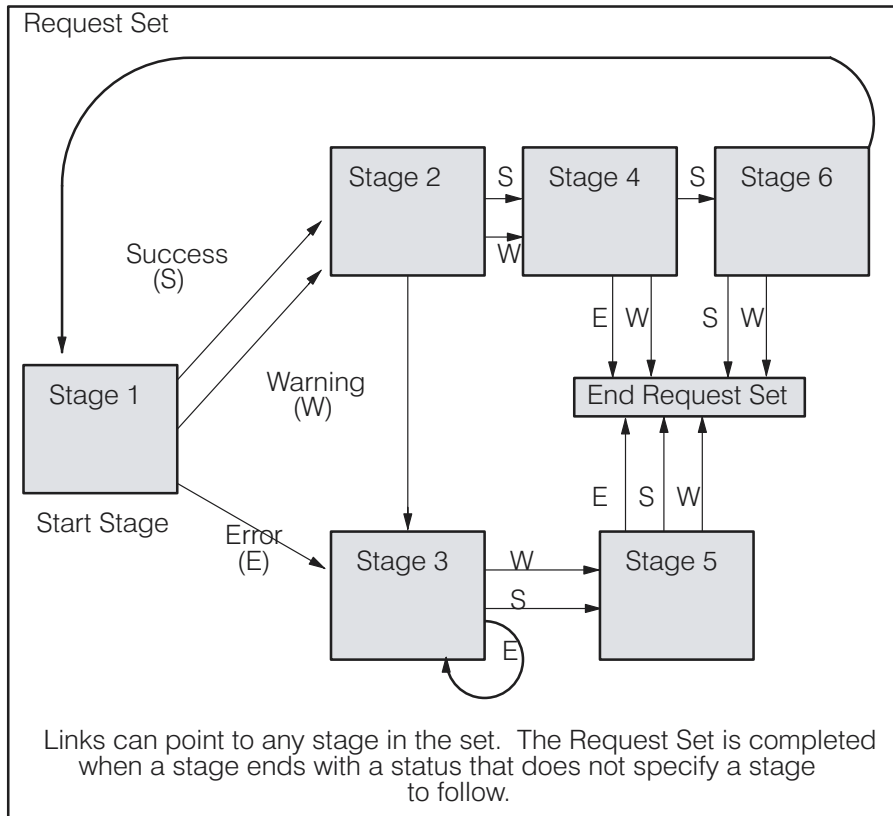 Request Set
Stage 2
S
Stage 4
S
Stage 6
W
Success
(S)
E
W
S
W
Stage 1
Warning
(W)
End Request Set
Start Stage
E
S
W
Error
(E)
Stage 3
W
Stage 5
S
E
Links can point to any stage in the set.  The Request Set is completed
when a stage ends with a status that does not specify a stage
to follow.